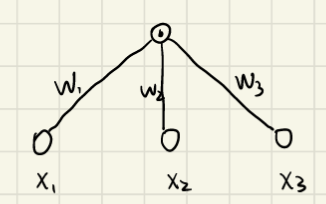 W₁ W₂ W₃
X₁ X₂ X₃